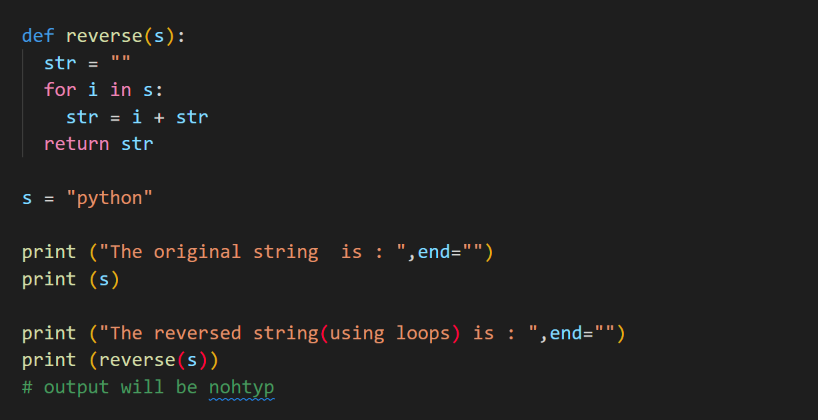 def reverse(s):
  str = ""
  for i in s:
    str = i + str
  return str
s = "python"
print ("The original string  is : ",end="")
print (s)
print ("The reversed string(using loops) is : ",end="")
print (reverse(s))
# output will be nohtyp